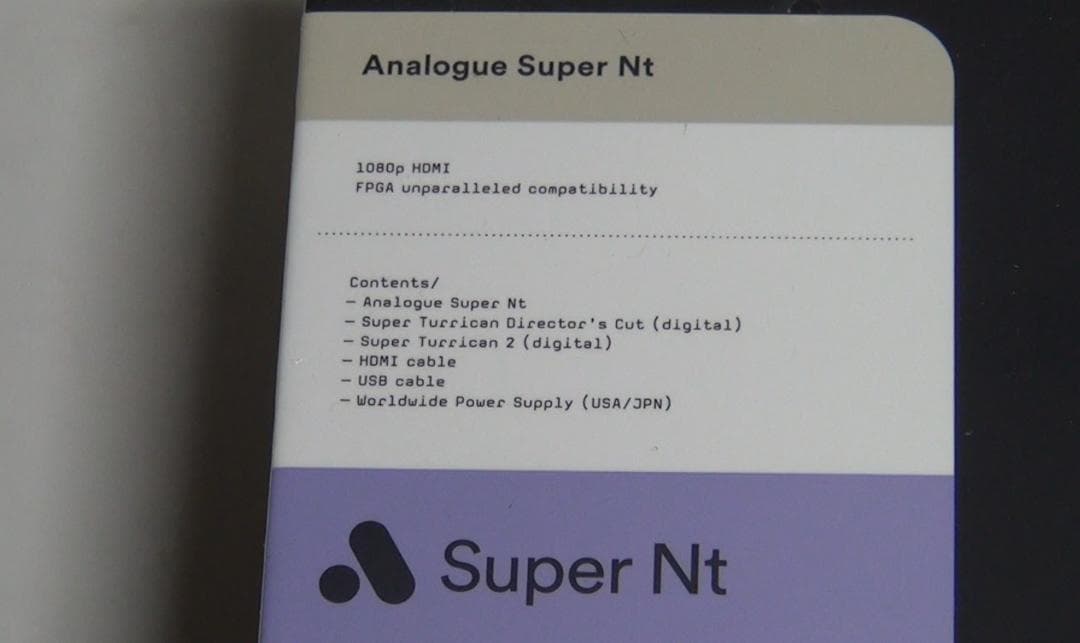 Analogue Super Nt
1080p HDMI
FPGA unparalleled compatibility
Contents/
— Analogue Super Nt
— Super Turrican Director's Cut (digital)
— Super Turrican 2 (digital)
— HDMI cable
— USB cable
— Worldwide Power Supply (USA/JPN)
Super Nt